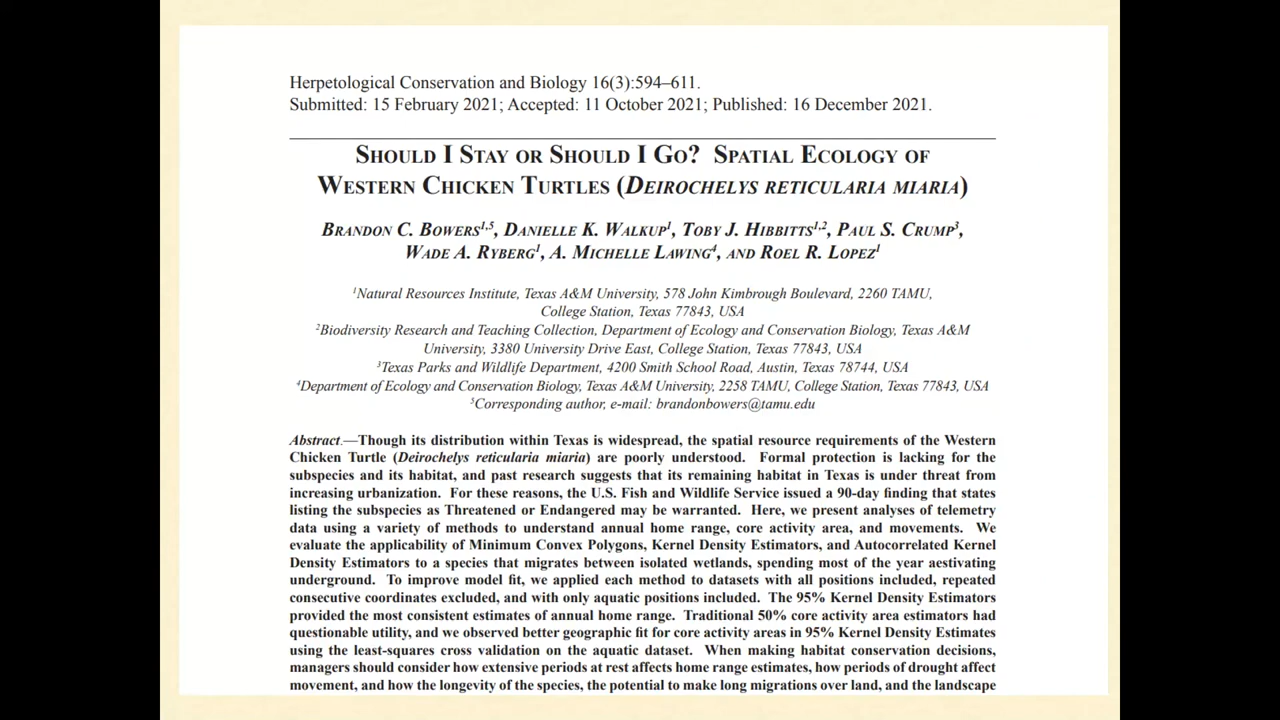 Herpetological Conservation and Biology 16(3):594–611.
Submitted: 15 February 2021; Accepted: 11 October 2021; Published: 16 December 2021.
Should I Stay or Should I Go? Spatial Ecology of
Western Chicken Turtles (Deirochelys reticularia miaria)
Brandon C. Bowers1,5, Danielle K. Walkup1, Toby J. Hibbitts1,2, Paul S. Crump3,
Wade A. Ryberg1, A. Michelle Lawing4, and Roel R. Lopez1
1Natural Resources Institute, Texas A&M University, 578 John Kimbrough Boulevard, 2260 TAMU,
College Station, Texas 77843, USA
2Biodiversity Research and Teaching Collection, Department of Ecology and Conservation Biology, Texas A&M
University, 3380 University Drive East, College Station, Texas 77843, USA
3Texas Parks and Wildlife Department, 4200 Smith School Road, Austin, Texas 78744, USA
4Department of Ecology and Conservation Biology, Texas A&M University, 2258 TAMU, College Station, Texas 77843, USA
5Corresponding author, e-mail: brandonbowers@tamu.edu
Abstract.—Though its distribution within Texas is widespread, the spatial resource requirements of the Western
Chicken Turtle (Deirochelys reticularia miaria) are poorly understood. Formal protection is lacking for the
subspecies and its habitat, and past research suggests that its remaining habitat in Texas is under threat from
increasing urbanization. For these reasons, the U.S. Fish and Wildlife Service issued a 90-day finding that states
listing the subspecies as Threatened or Endangered may be warranted. Here, we present analyses of telemetry
data using a variety of methods to understand annual home range, core activity area, and movements. We
evaluate the applicability of Minimum Convex Polygons, Kernel Density Estimators, and Autocorrelated Kernel
Density Estimators to a species that migrates between isolated wetlands, spending most of the year aestivating
underground. To improve model fit, we applied each method to datasets with all positions included, repeated
consecutive coordinates excluded, and with only aquatic positions included. The 95% Kernel Density Estimators
provided the most consistent estimates of annual home range. Traditional 50% core activity area estimators had
questionable utility, and we observed better geographic fit for core activity areas in 95% Kernel Density Estimates
using the least-squares cross validation on the aquatic dataset. When making habitat conservation decisions,
managers should consider how extensive periods at rest affects home range estimates, how periods of drought affect
movement, and how the longevity of the species, the potential to make long migrations over land, and the landscape